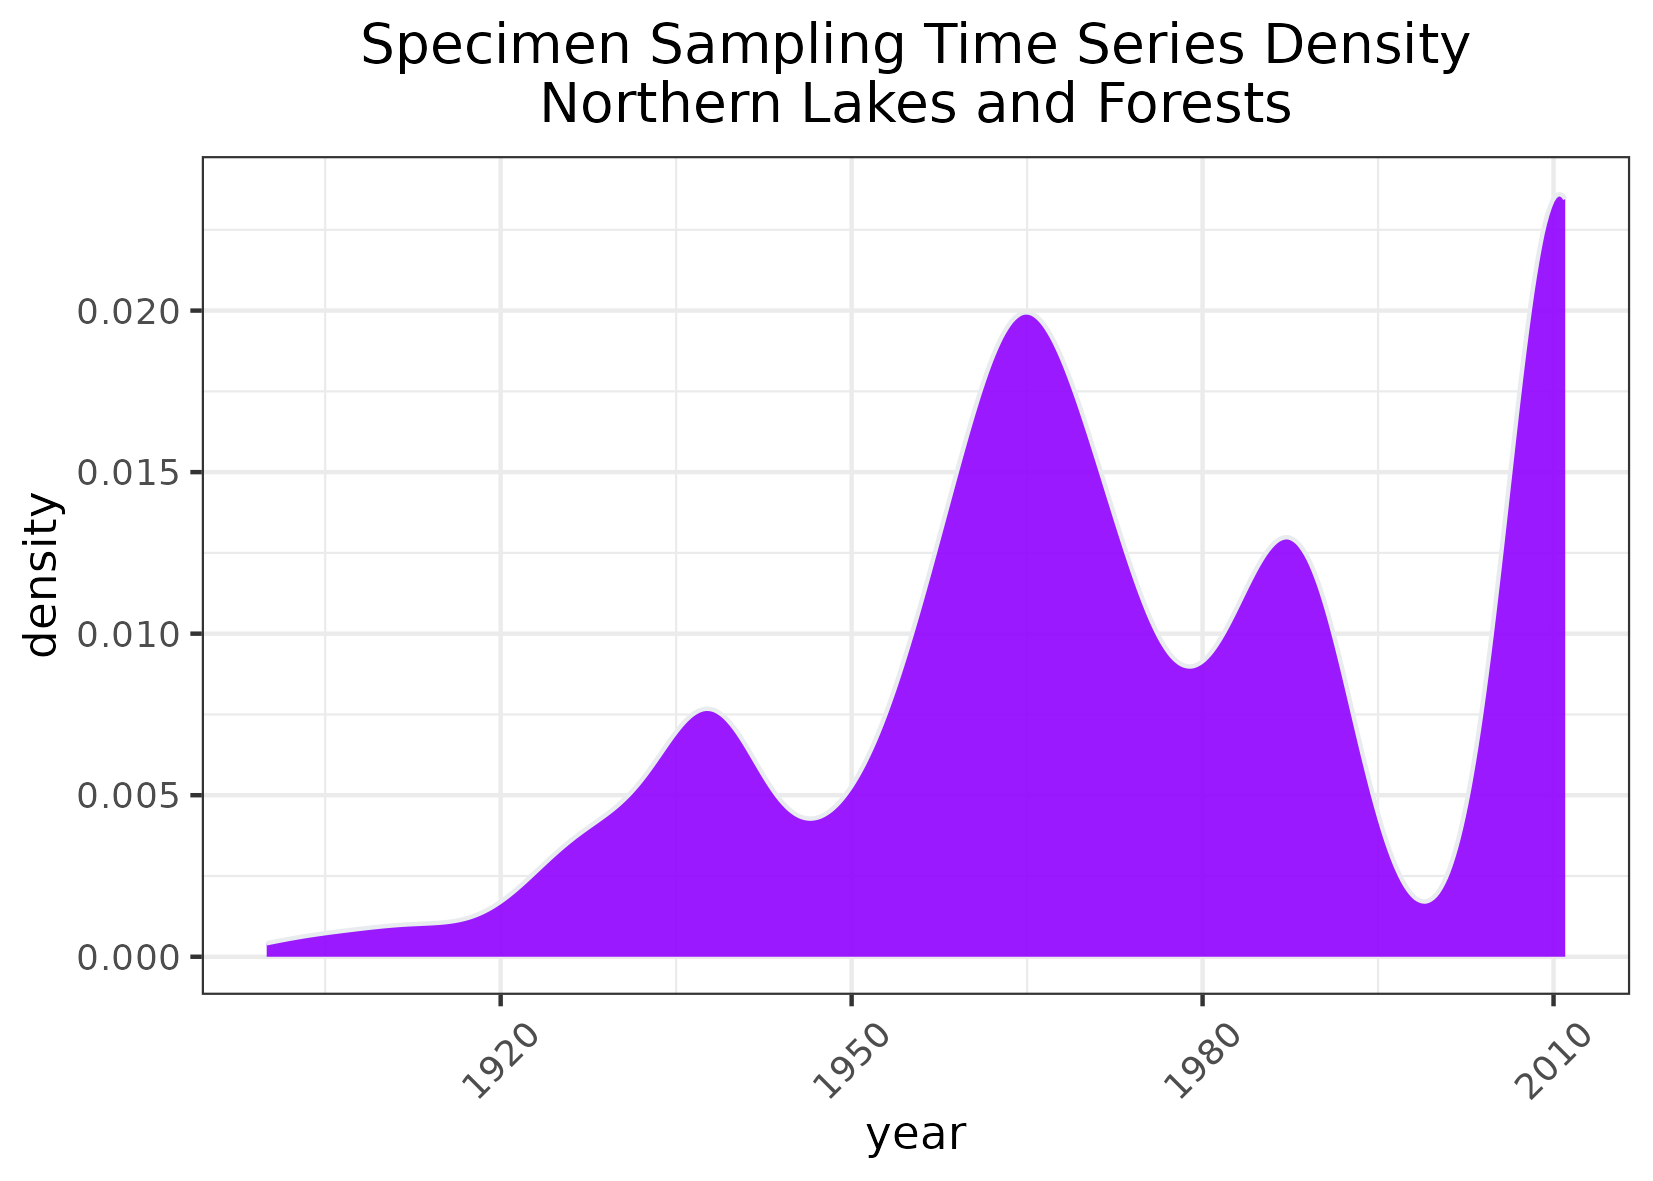 Specimen Sampling Time Series Density
Northern Lakes and Forests
density
0.020
0.015
0.010
0.005
0.000
1920
1950
1980
2010
year